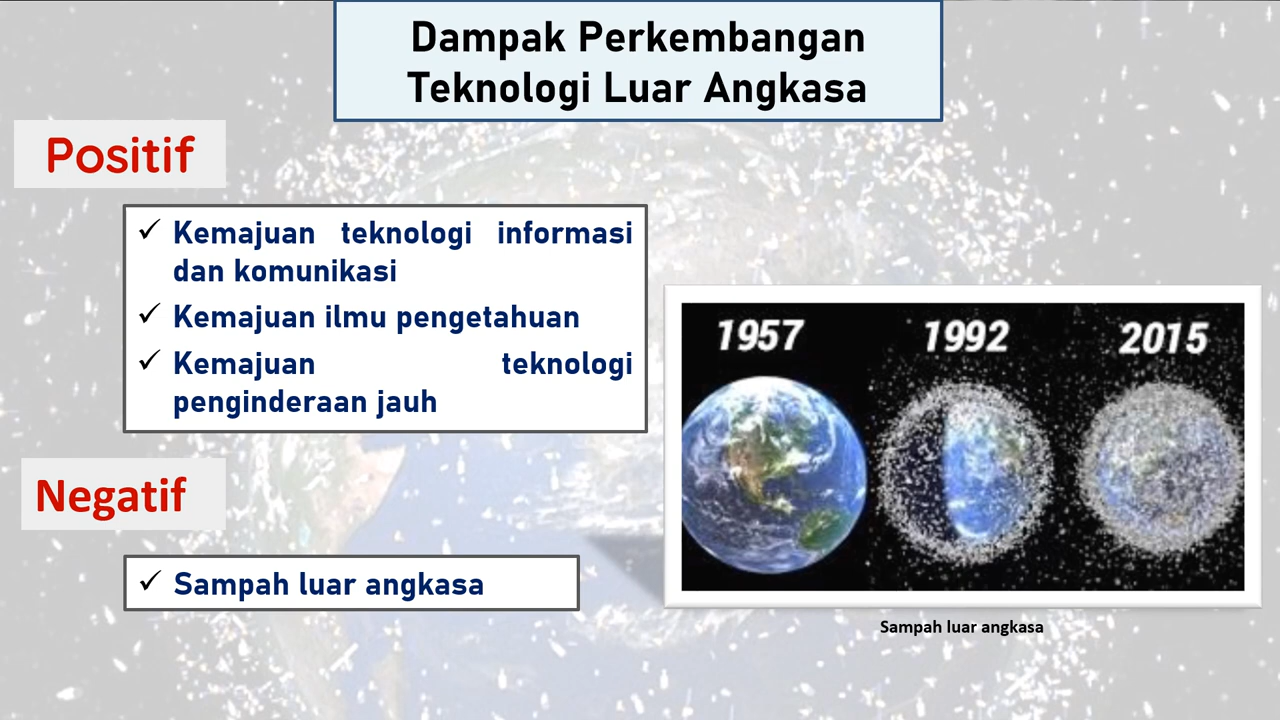 Dampak Perkembangan
Teknologi Luar Angkasa
Positif
✓ Kemajuan teknologi informasi
dan komunikasi
✓ Kemajuan ilmu pengetahuan
✓ Kemajuan teknologi
penginderaan jauh
Negatif
✓ Sampah luar angkasa
1957 1992 2015
Sampah luar angkasa